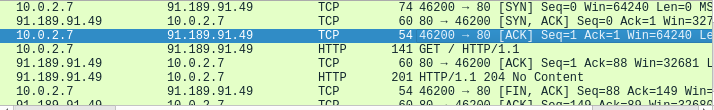 10.0.2.7 91.189.91.49 TCP 74 46200 → 80 [SYN] Seq=0 Win=64240 Len=0 MS
91.189.91.49 10.0.2.7 TCP 60 80 → 46200 [SYN, ACK] Seq=0 Ack=1 Win=327
10.0.2.7 91.189.91.49 TCP 54 46200 → 80 [ACK] Seq=1 Ack=1 Win=64240 Le
10.0.2.7 91.189.91.49 HTTP 141 GET / HTTP/1.1
91.189.91.49 10.0.2.7 TCP 60 80 → 46200 [ACK] Seq=1 Ack=88 Win=32681 L
91.189.91.49 10.0.2.7 HTTP 201 HTTP/1.1 204 No Content
10.0.2.7 91.189.91.49 TCP 54 46200 → 80 [FIN, ACK] Seq=88 Ack=149 Win=
91.189.91.49 10.0.2.7 TCP 60 80 → 46200 [ACK] Seq=149 Ack=89 Win=32680